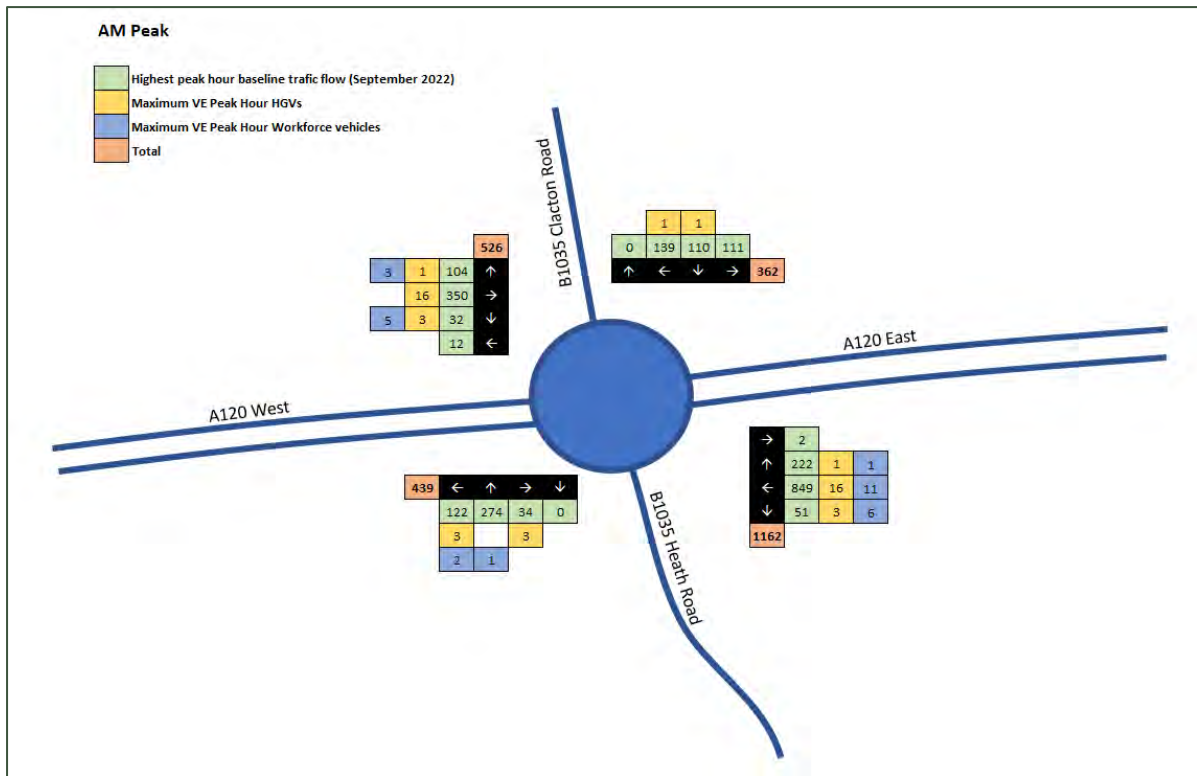 AM Peak
Highest peak hour baseline trafic flow (September 2022)
Maximum VE Peak Hour HGVs
Maximum VE Peak Hour Workforce vehicles
Total
B1035 Clacton Road
1 1
0 139 110 111
↑ ← ↓ → 362
526
3 1 104 ↑
16 350 →
5 3 32 ↓
12 ←
A120 East
A120 West
→ 2
↑ 222 1 1
← 849 16 11
↓ 51 3 6
1162
439 ← ↑ → ↓
122 274 34 0
3 3
2 1
B1035 Heath Road